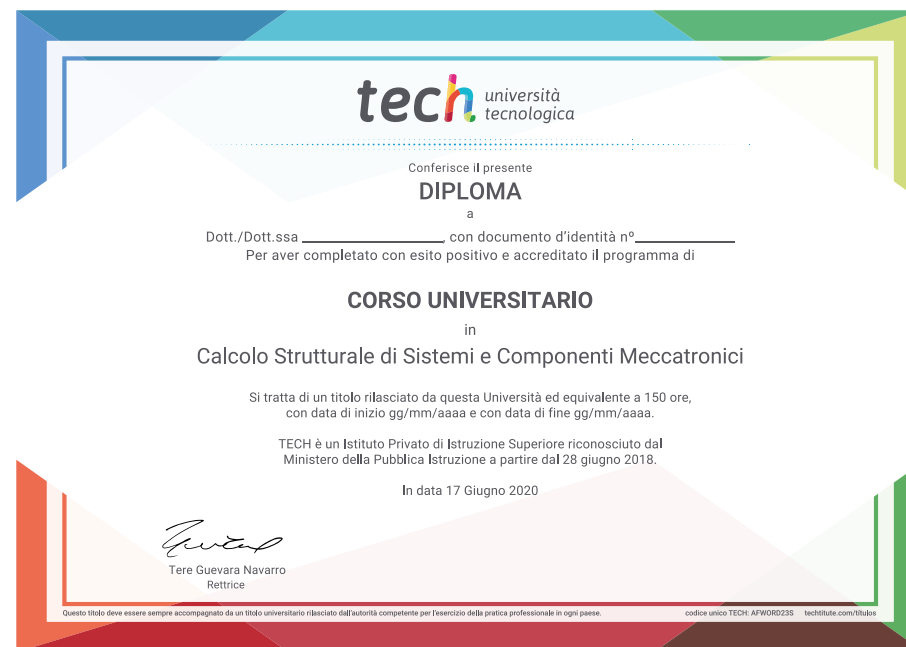 tech università
tecnologica
Conferisce il presente
DIPLOMA
a
Dott./Dott.ssa ____________________, con documento d'identità nº______________
Per aver completato con esito positivo e accreditato il programma di
CORSO UNIVERSITARIO
in
Calcolo Strutturale di Sistemi e Componenti Meccatronici
Si tratta di un titolo rilasciato da questa Università ed equivalente a 150 ore,
con data di inizio gg/mm/aaaa e con data di fine gg/mm/aaaa.
TECH è un Istituto Privato di Istruzione Superiore riconosciuto dal
Ministero della Pubblica Istruzione a partire dal 28 giugno 2018.
In data 17 Giugno 2020
Tere Guevara Navarro
Rettrice
Questo titolo deve essere sempre accompagnato da un titolo universitario rilasciato dall'autorità competente per l'esercizio della pratica professionale in ogni paese. codice unico TECH: AFWORD23S techtitute.com/titulos